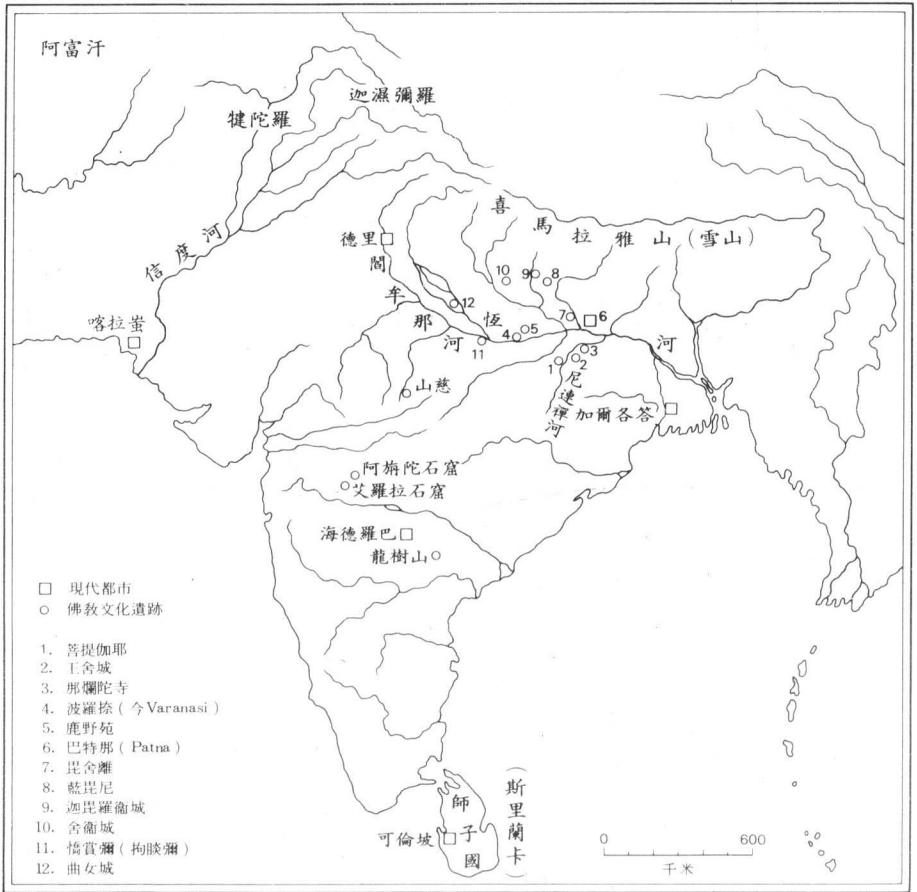 阿富汗
迦濕彌羅
犍陀羅
喜馬拉雅山(雪山)
信度河
德里
閻牟那河
恆河
10
9
8
12
7
6
5
4
11
3
2
1
喀拉蚩
山慈
尼連禪河
加爾各答
阿旃陀石窟
艾羅拉石窟
海德羅巴
龍樹山
□ 現代都市
○ 佛教文化遺跡
1. 菩提伽耶
2. 王舍城
3. 那爛陀寺
4. 波羅捺(今Varanasi)
5. 鹿野苑
6. 巴特那(Patna)
7. 毘舍離
8. 藍毘尼
9. 迦毘羅衞城
10. 舍衞城
11. 憍賞彌(拘睒彌)
12. 曲女城
師子國
(斯里蘭卡)
可倫坡
0 600
千米